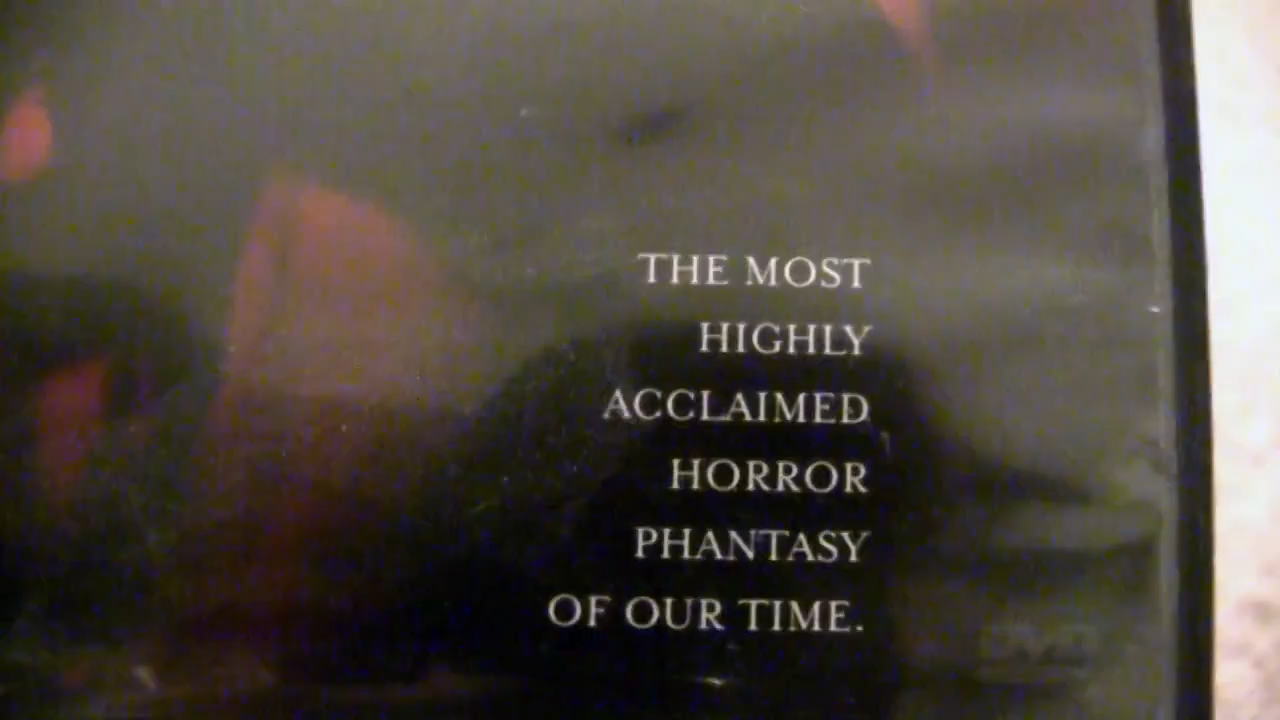 THE MOST
HIGHLY
ACCLAIMED
HORROR
PHANTASY
OF OUR TIME.